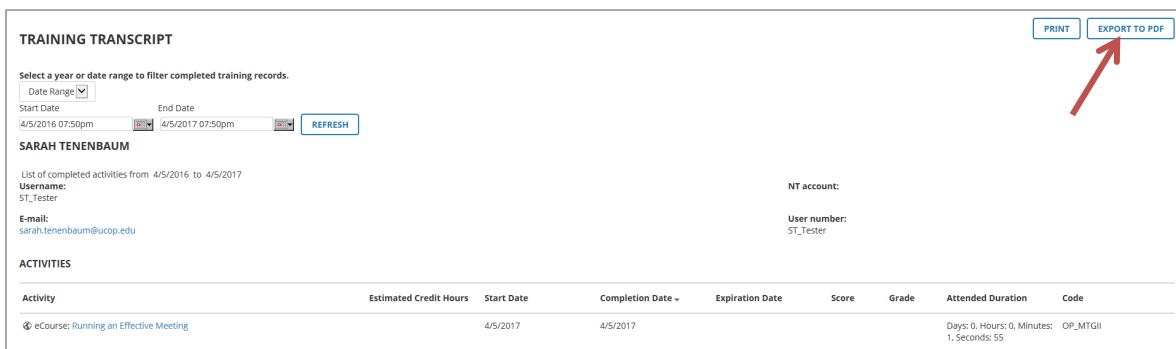 TRAINING TRANSCRIPT
PRINT
EXPORT TO PDF
Select a year or date range to filter completed training records.
Date Range
Start Date End Date
4/5/2016 07:50pm 4/5/2017 07:50pm REFRESH
SARAH TENENBAUM
List of completed activities from 4/5/2016 to 4/5/2017
Username: NT account:
ST_Tester
E-mail: User number:
sarah.tenenbaum@ucop.edu ST_Tester
ACTIVITIES
Activity Estimated Credit Hours Start Date Completion Date Expiration Date Score Grade Attended Duration Code
eCourse: Running an Effective Meeting 4/5/2017 4/5/2017 Days: 0, Hours: 0, Minutes: OP_MTGII
1, Seconds: 55